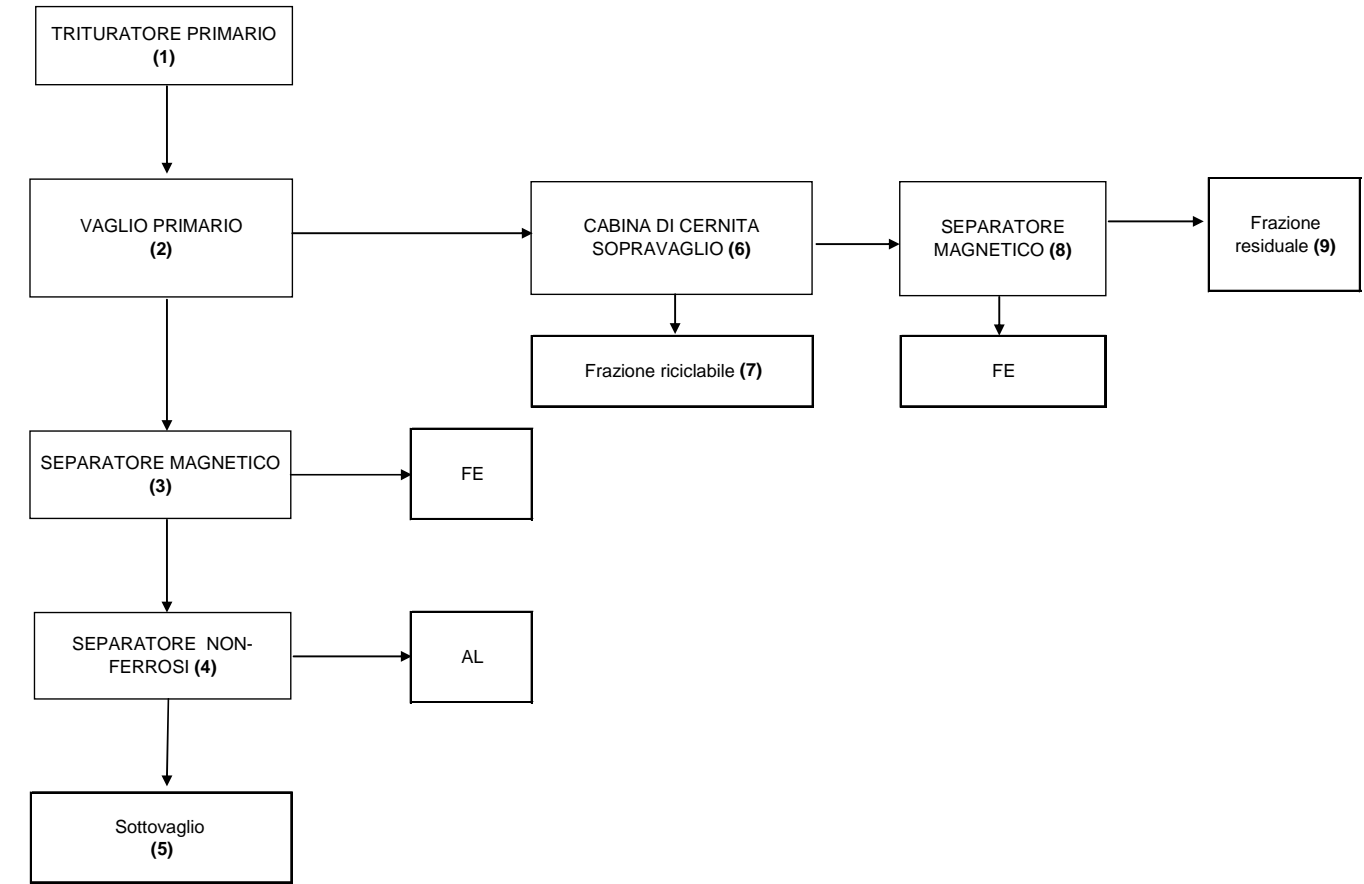 TRITURATORE PRIMARIO
(1)
VAGLIO PRIMARIO
(2)
CABINA DI CERNITA
SOPRAVAGLIO (6)
SEPARATORE
MAGNETICO (8)
Frazione
residuale (9)
Frazione riciclabile (7)
FE
SEPARATORE MAGNETICO
(3)
FE
SEPARATORE NON-
FERROSI (4)
AL
Sottovaglio
(5)